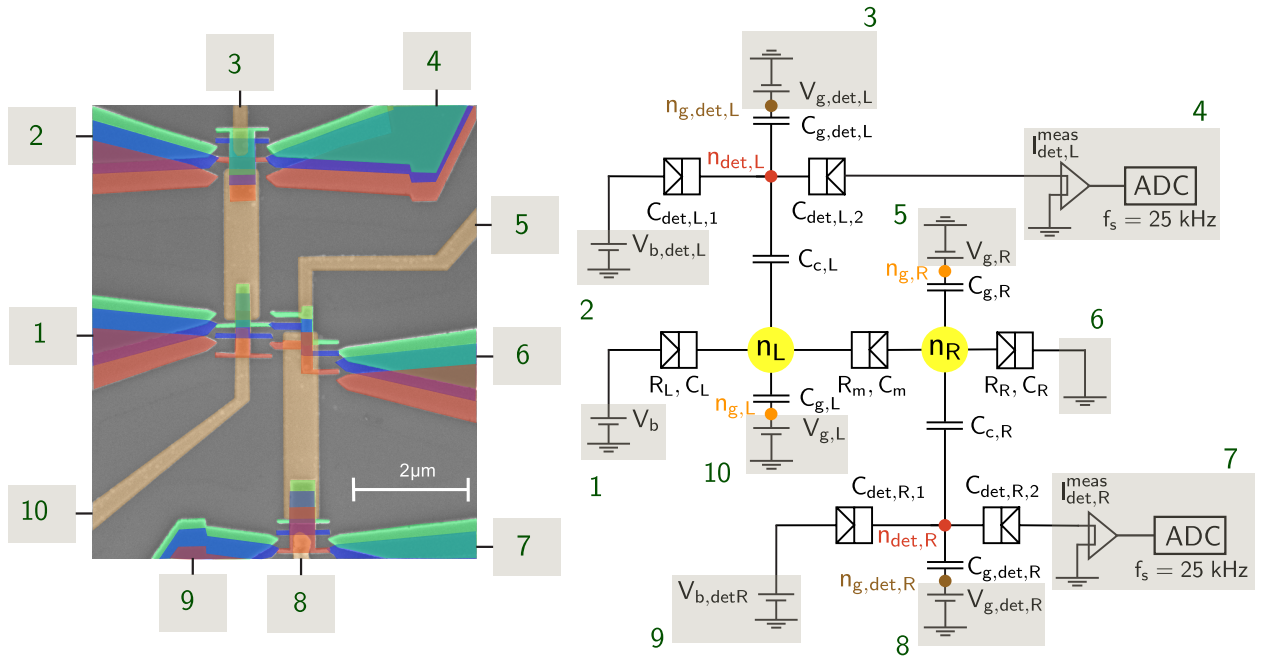 3
4
2
5
1
6
2μm
10
7
9
8
3
V_g,det,L
n_g,det,L
C_g,det,L
n_det,L
C_det,L,1
C_det,L,2
4
I^meas_det,L
ADC
f_s = 25 kHz
V_b,det,L
2
C_c,L
5
V_g,R
n_g,R
C_g,R
6
n_L
n_R
R_L, C_L
R_m, C_m
R_R, C_R
n_g,L
C_g,L
V_b
V_g,L
1
10
C_c,R
7
C_det,R,1
C_det,R,2
I^meas_det,R
ADC
f_s = 25 kHz
n_det,R
C_g,det,R
n_g,det,R
V_b,detR
V_g,det,R
9
8